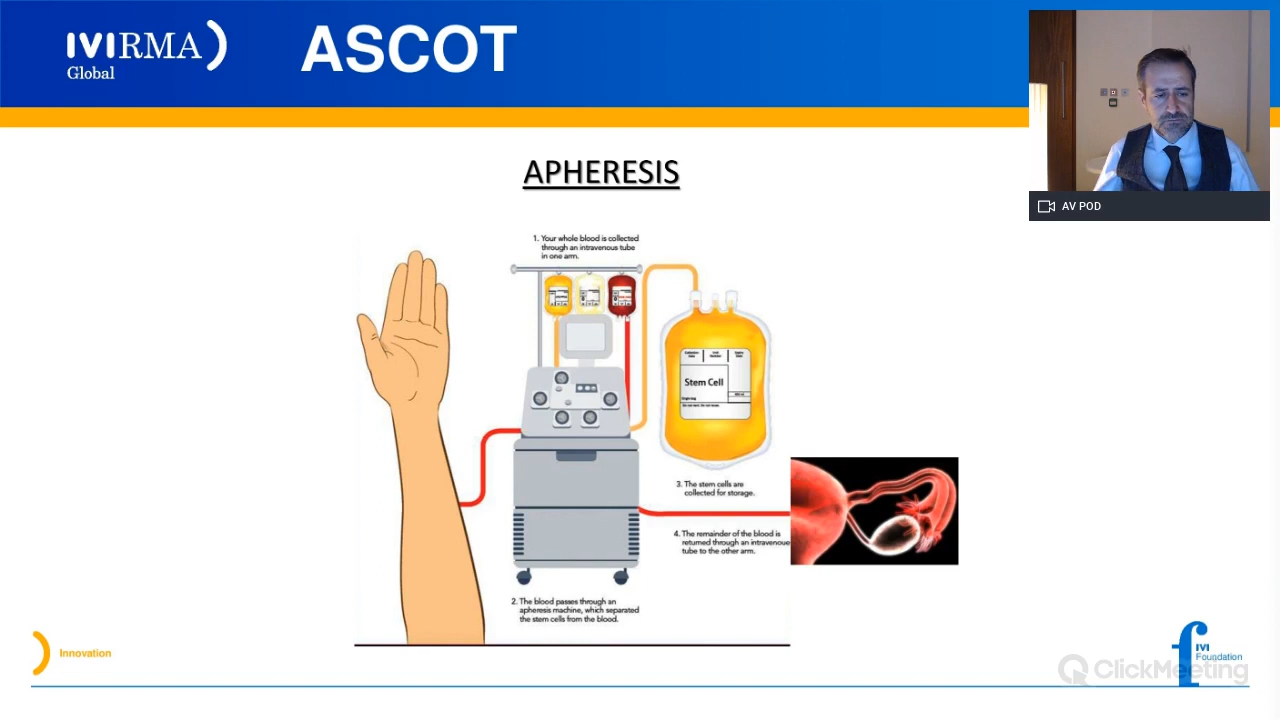 IVIRMA
Global
ASCOT
AV POD
APHERESIS
1. Your whole blood is collected
through an intravenous tube
in one arm.
Stem Cell
3. The stem cells are
collected for storage.
4. The remainder of the blood is
returned through an intravenous
tube to the other arm.
2. The blood passes through an
apheresis machine, which separated
the stem cells from the blood.
Innovation
IVI
Foundation
ClickMeeting